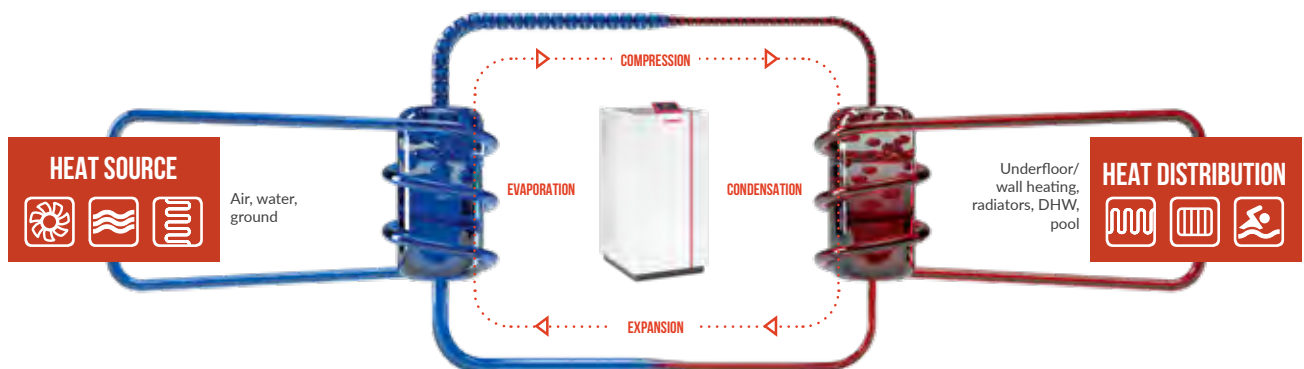 COMPRESSION
HEAT SOURCE
Air, water,
ground
EVAPORATION
CONDENSATION
Underfloor/
wall heating,
radiators, DHW,
pool
HEAT DISTRIBUTION
EXPANSION